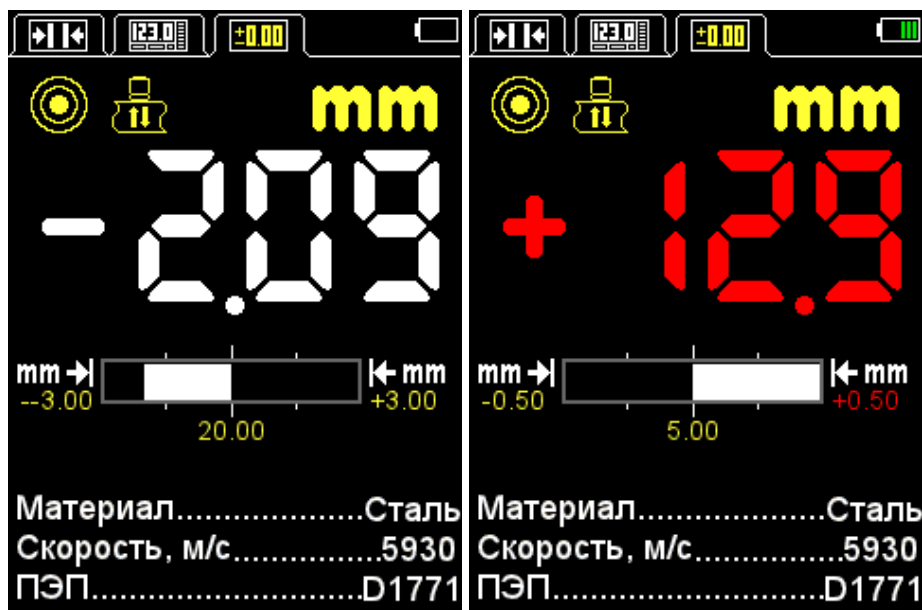 123.0 ±0.00
mm
-2.09
mm mm
--3.00 +3.00
20.00
Материал...................Сталь
Скорость, м/с..............5930
ПЭП............................D1771
123.0 ±0.00
mm
+ 12.9
mm mm
-0.50 +0.50
5.00
Материал...................Сталь
Скорость, м/с..............5930
ПЭП............................D1771